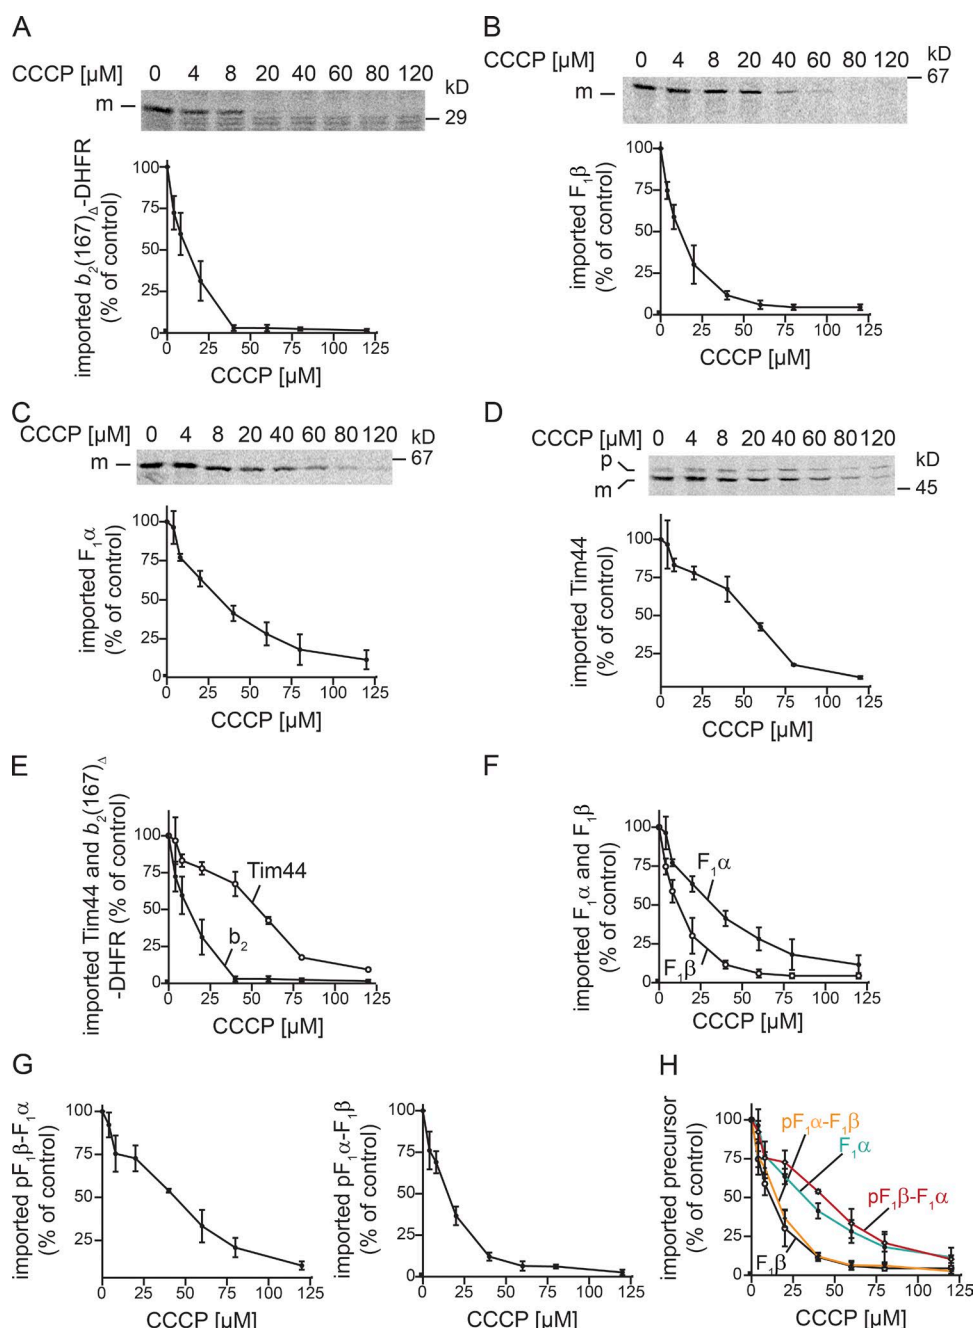 A
CCCP [µM] 0 4 8 20 40 60 80 120
kD
m
29
imported b₂(167)Δ-DHFR
(% of control)
100
75
50
25
0
0 25 50 75 100 125
CCCP [µM]
B
CCCP [µM] 0 4 8 20 40 60 80 120
kD
67
m
imported F₁β
(% of control)
100
75
50
25
0
0 25 50 75 100 125
CCCP [µM]
C
CCCP [µM] 0 4 8 20 40 60 80 120 kD
67
m
imported F₁α
(% of control)
100
75
50
25
0
0 25 50 75 100 125
CCCP [µM]
D
CCCP [µM] 0 4 8 20 40 60 80 120
kD
p
m
45
imported Tim44
(% of control)
100
75
50
25
0 25 50 75 100 125
CCCP [µM]
E
imported Tim44 and b₂(167)Δ
-DHFR (% of control)
100
75
50
25
0
Tim44
b₂
0 25 50 75 100 125
CCCP [µM]
F
imported F₁α and F₁β
(% of control)
100
75
50
25
0
F₁α
F₁β
0 25 50 75 100 125
CCCP [µM]
G
imported pF₁β-F₁α
(% of control)
100
75
50
25
0
0 25 50 75 100 125
CCCP [µM]
imported pF₁α-F₁β
(% of control)
100
75
50
25
0
0 25 50 75 100 125
CCCP [µM]
H
imported precursor
(% of control)
100
75
50
25
0
pF₁α-F₁β
F₁α
pF₁β-F₁α
F₁β
0 25 50 75 100 125
CCCP [µM]